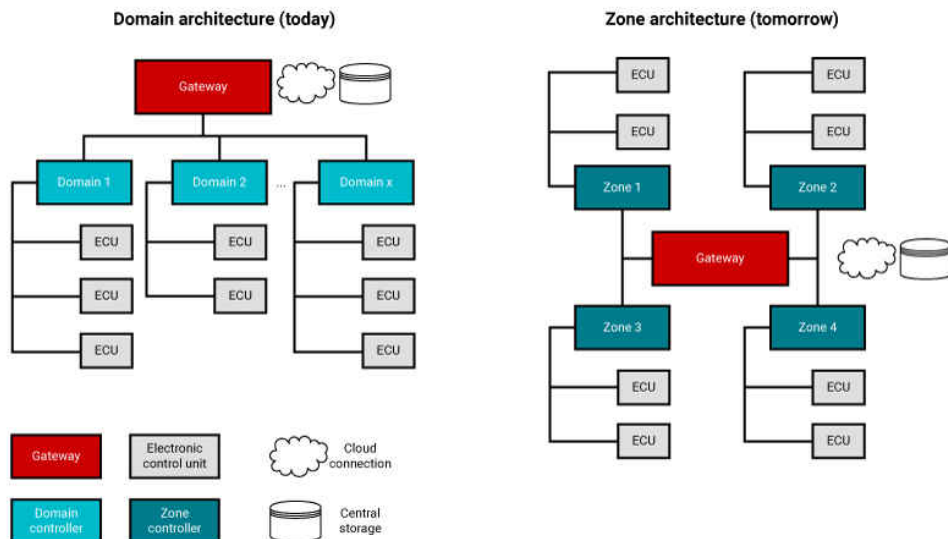 Domain architecture (today)
Gateway
Domain 1
Domain 2
...
Domain x
ECU
ECU
ECU
ECU
ECU
ECU
ECU
ECU
Zone architecture (tomorrow)
ECU
ECU
ECU
ECU
Zone 1
Zone 2
Gateway
Zone 3
Zone 4
ECU
ECU
ECU
ECU
Gateway
Electronic
control unit
Cloud
connection
Domain
controller
Zone
controller
Central
storage